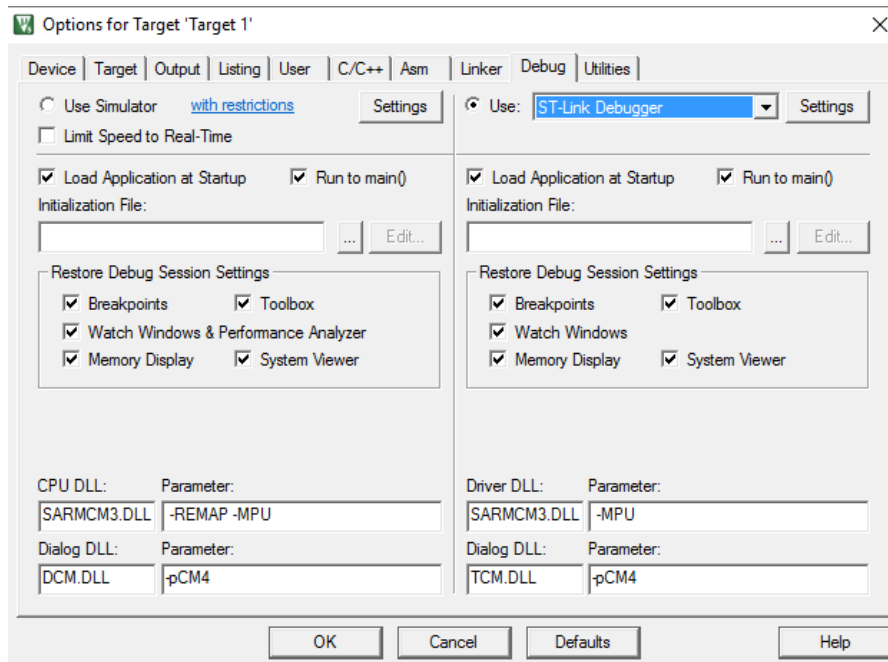 Options for Target 'Target 1'
Device Target Output Listing User C/C++ Asm Linker Debug Utilities
Use Simulator with restrictions Settings
Limit Speed to Real-Time
Use: ST-Link Debugger Settings
Load Application at Startup Run to main()
Initialization File:
... Edit...
Restore Debug Session Settings
Breakpoints Toolbox
Watch Windows & Performance Analyzer
Memory Display System Viewer
Load Application at Startup Run to main()
Initialization File:
... Edit...
Restore Debug Session Settings
Breakpoints Toolbox
Watch Windows
Memory Display System Viewer
CPU DLL: Parameter:
SARMCM3.DLL -REMAP -MPU
Dialog DLL: Parameter:
DCM.DLL -pCM4
Driver DLL: Parameter:
SARMCM3.DLL -MPU
Dialog DLL: Parameter:
TCM.DLL -pCM4
OK Cancel Defaults Help